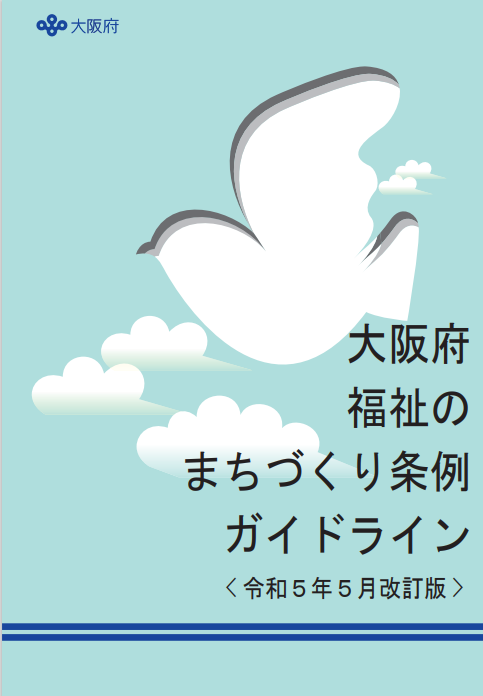 大阪府
大阪府
福祉の
まちづくり条例
ガイドライン
〈令和５年５月改訂版〉